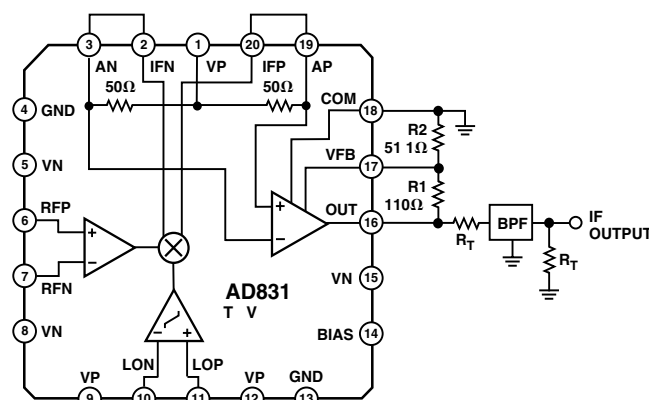 3 2 1 20 19
AN IFN VP IFP AP
50Ω 50Ω
4 GND
COM 18
R2
51 1Ω
5 VN
VFB 17
R1
110Ω
6 RFP
+
+
OUT 16
BPF
IF
OUTPUT
RT
RT
–
–
7 RFN
VN 15
AD831
T V
8 VN
– +
BIAS 14
LON LOP
VP VP GND
9 10 11 12 13